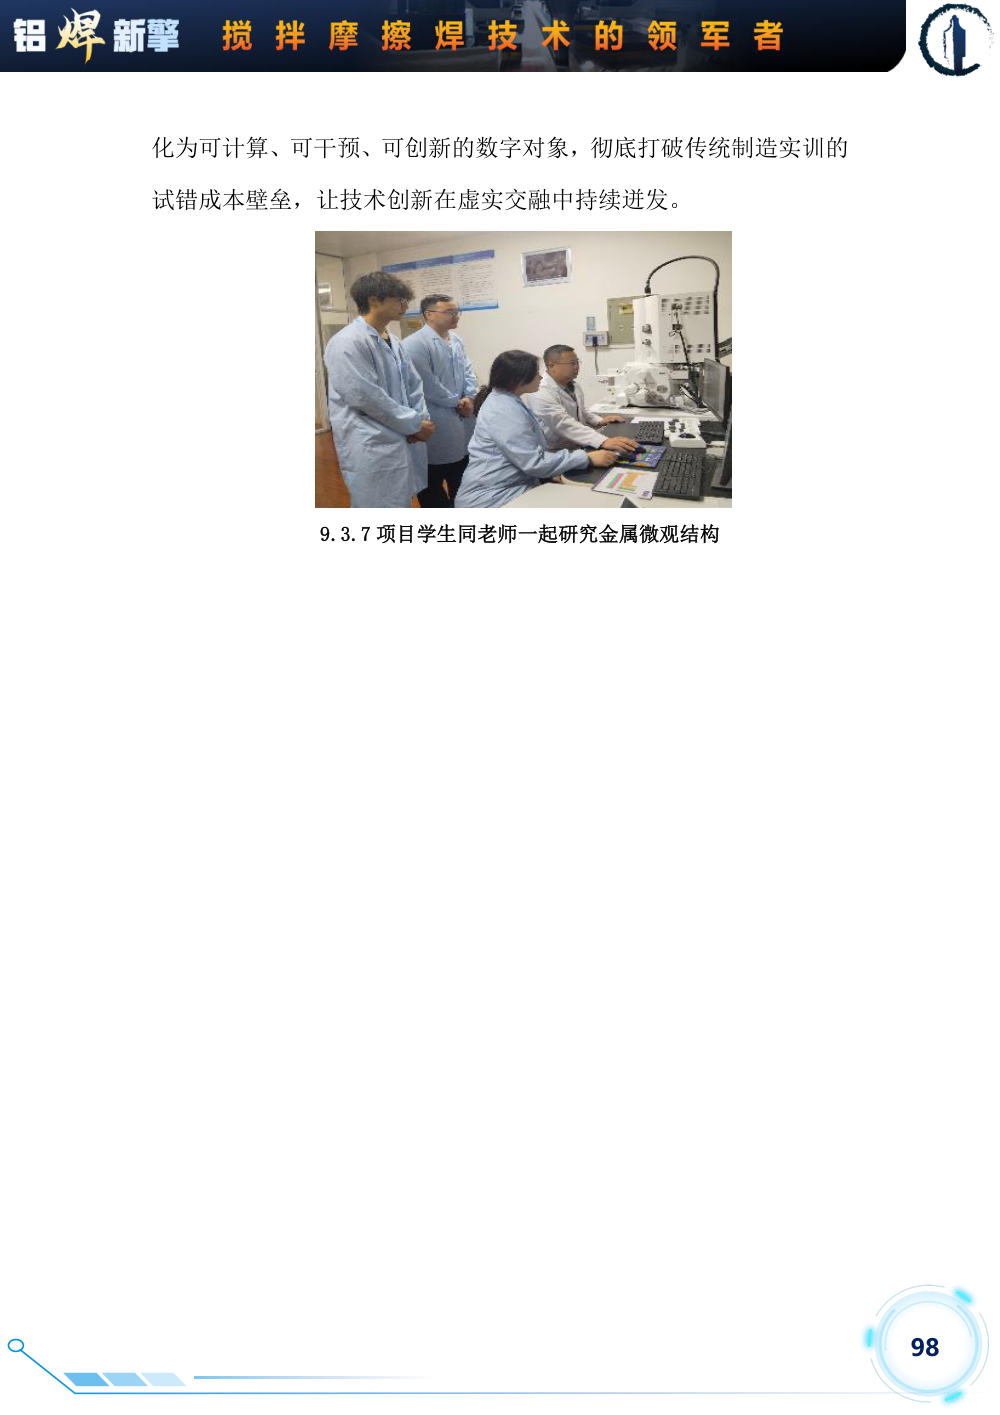 铝焊新擎 搅拌摩擦焊技术的领军者
化为可计算、可干预、可创新的数字对象，彻底打破传统制造实训的
试错成本壁垒，让技术创新在虚实交融中持续迸发。
9.3.7 项目学生同老师一起研究金属微观结构
98